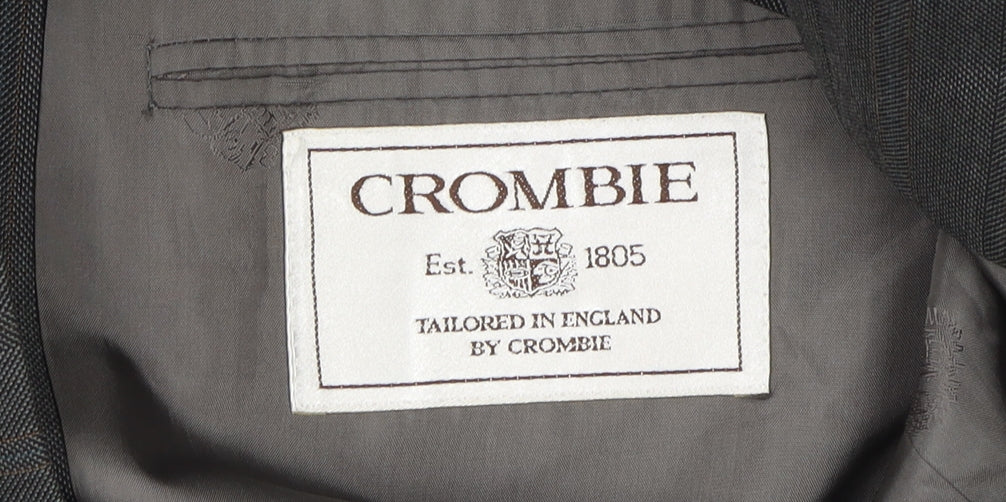 CROMBIE
Est. 1805
TAILORED IN ENGLAND
BY CROMBIE